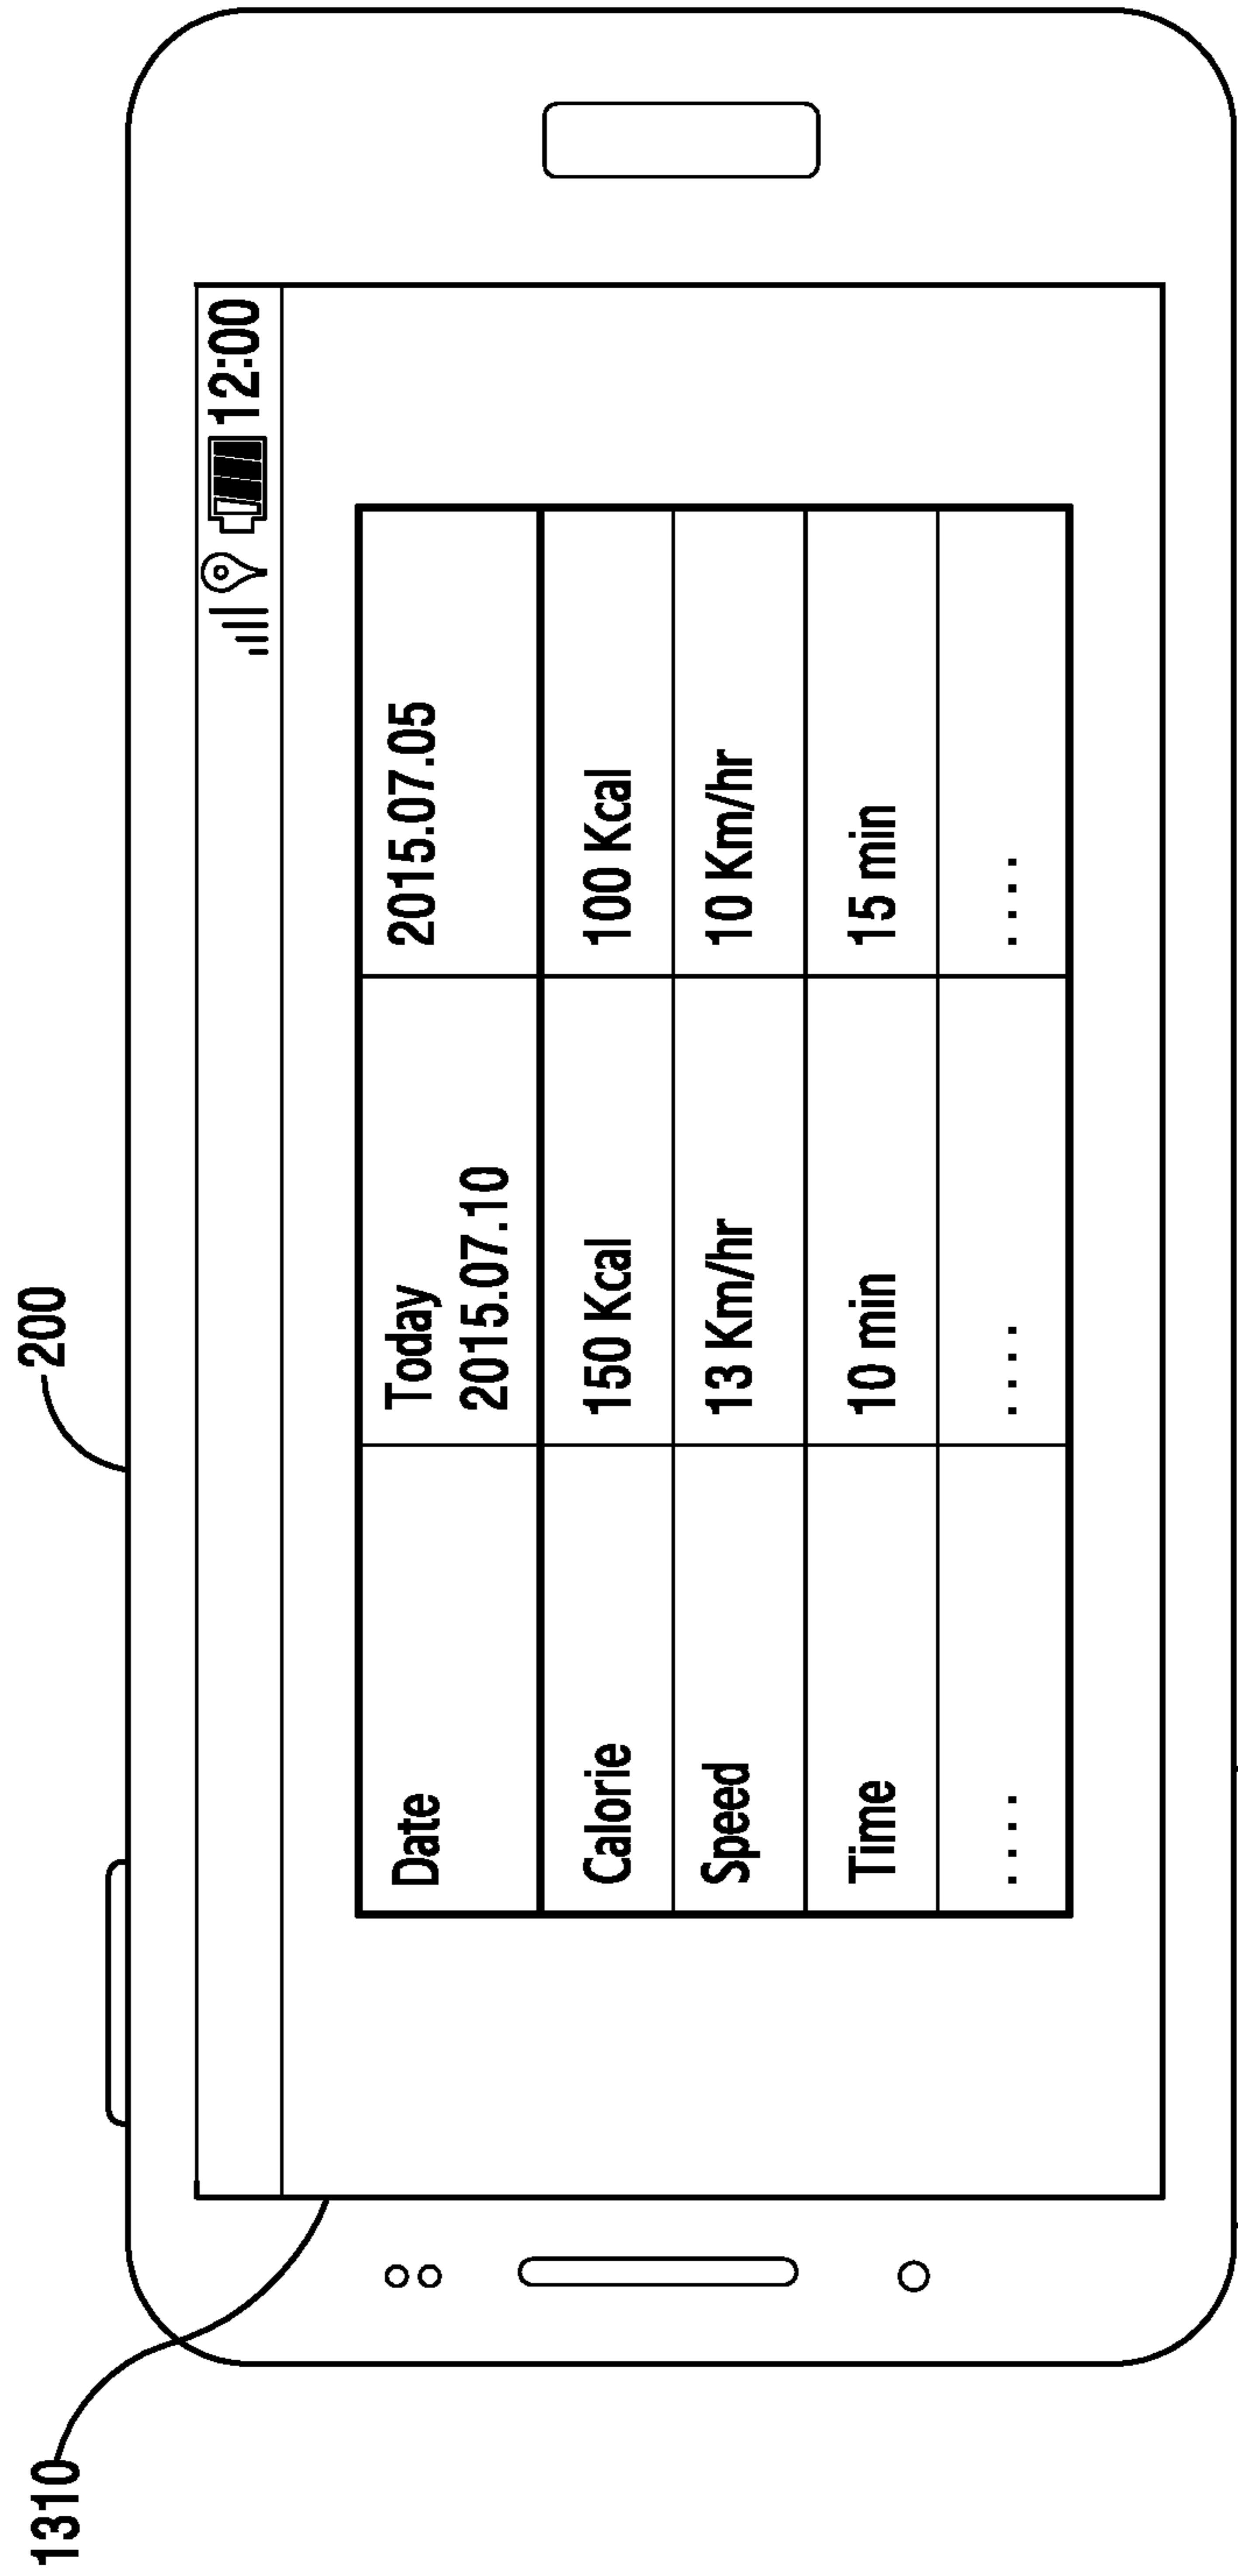 200
1310
12:00
Date Today 2015.07.05
2015.07.10
Calorie 150 Kcal 100 Kcal
Speed 13 Km/hr 10 Km/hr
Time 10 min 15 min
.... .... ....